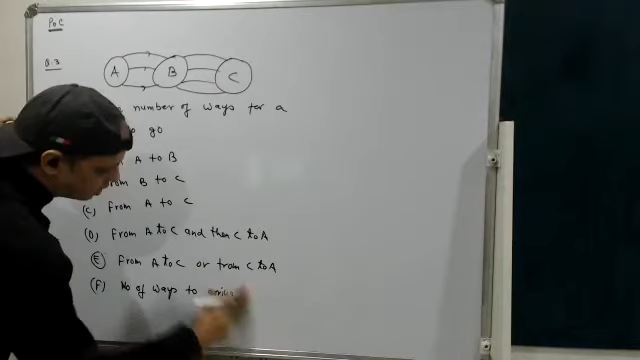 PoC
Q.3
A B C
number of ways for a
to go
A to B
from B to C
(C) From A to C
(D) From A to C and then C to A
(E) From A to C or from C to A
(F) No of ways to